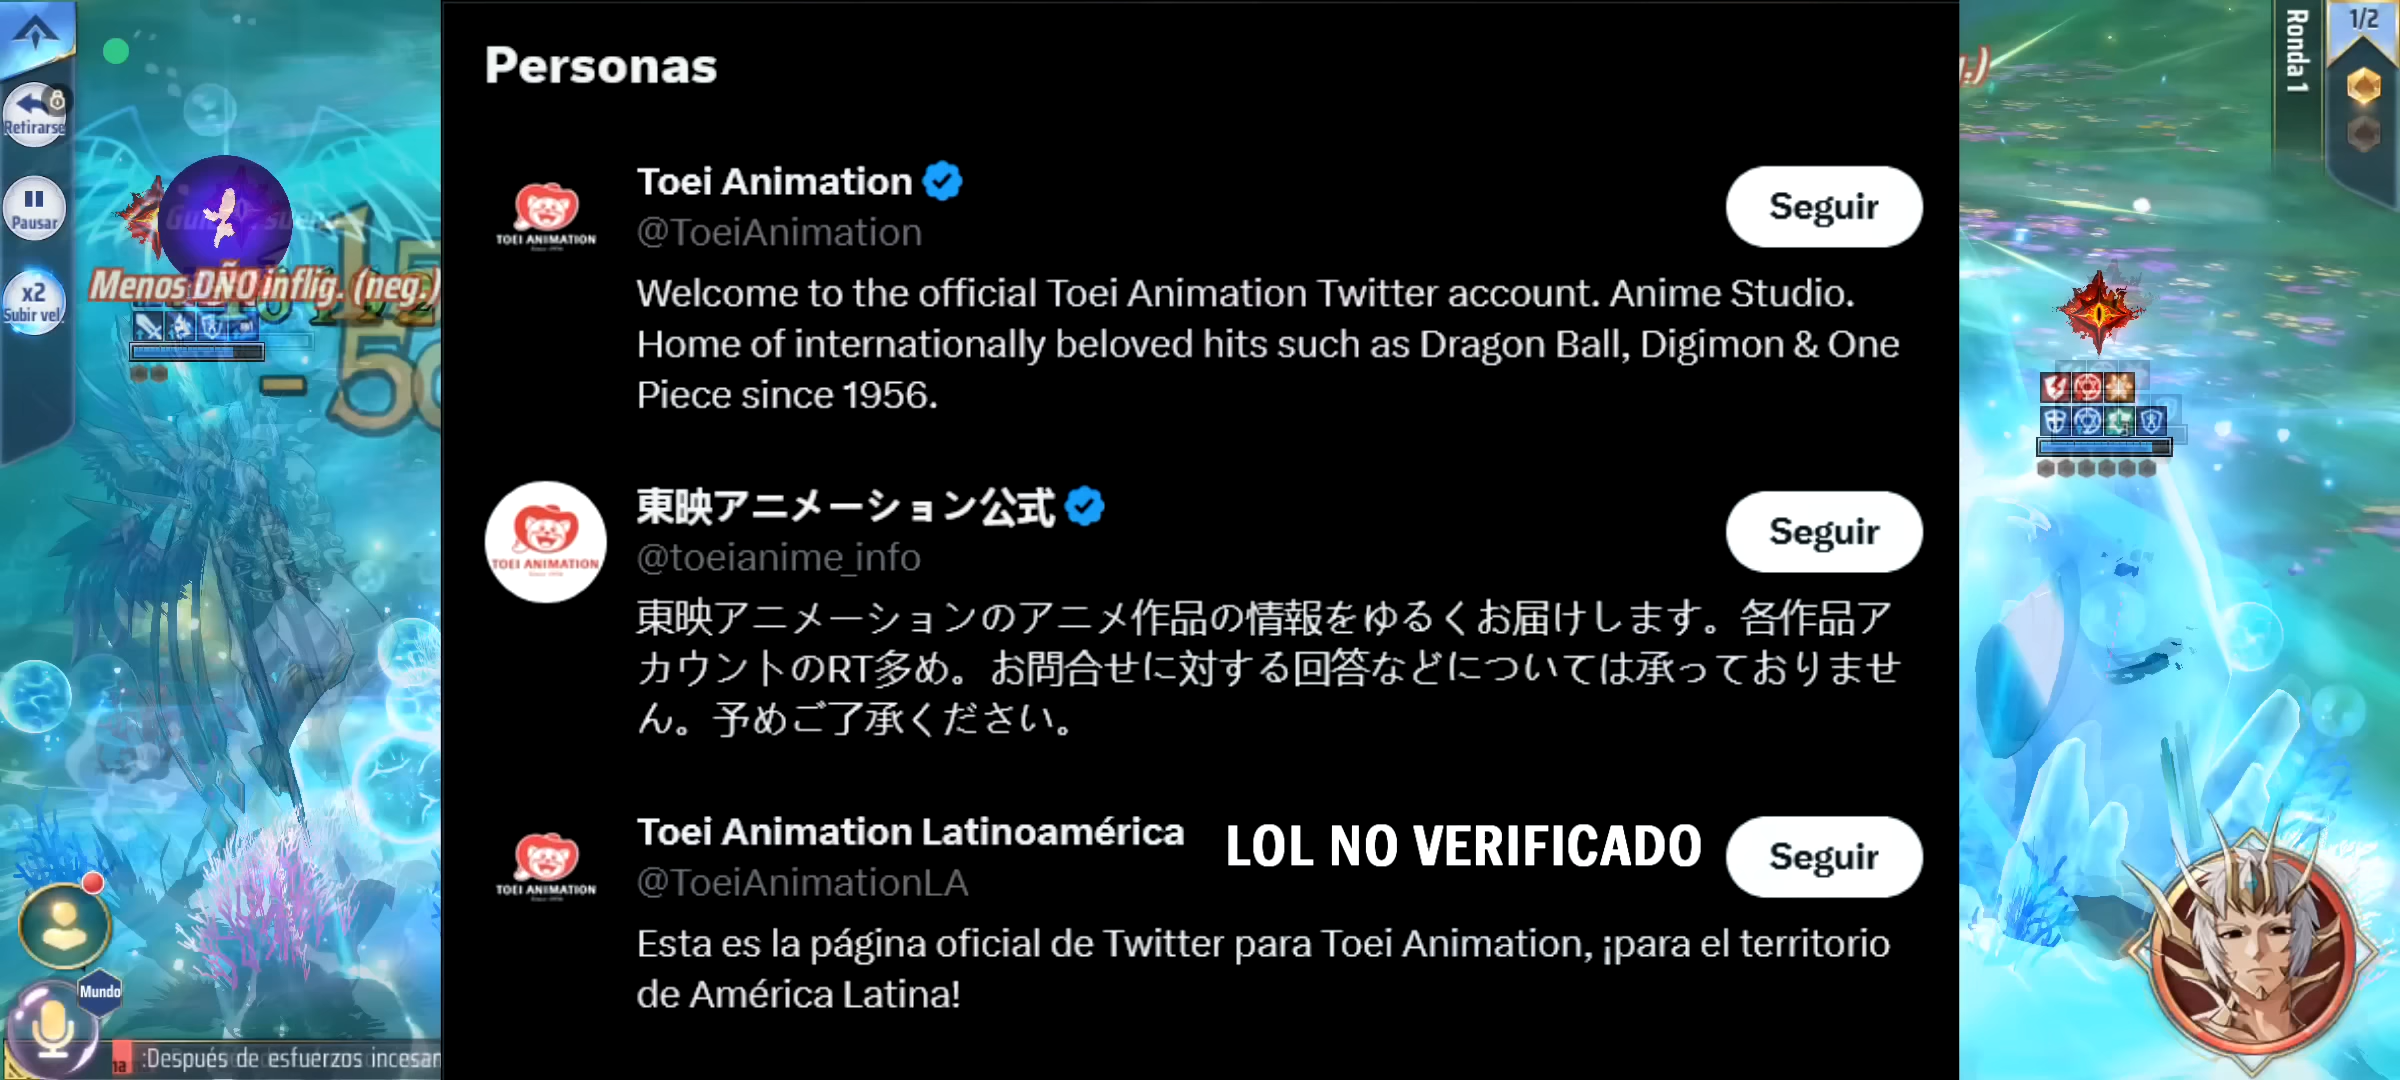 Personas
Toei Animation
@ToeiAnimation
Seguir
Welcome to the official Toei Animation Twitter account. Anime Studio.
Home of internationally beloved hits such as Dragon Ball, Digimon & One
Piece since 1956.
TOEI ANIMATION
東映アニメーション公式
@toeianime_info
Seguir
東映アニメーションのアニメ作品の情報をゆるくお届けします。各作品ア
カウントのRT多め。お問合せに対する回答などについては承っておりませ
ん。予めご了承ください。
TOEI ANIMATION
Toei Animation Latinoamérica
LOL NO VERIFICADO
@ToeiAnimationLA
Seguir
Esta es la página oficial de Twitter para Toei Animation, ¡para el territorio
de América Latina!
TOEI ANIMATION
Retirarse
Pausar
x2
Subir vel.
Menos DÑO inflig. (neg.)
Mundo
:Después de esfuerzos incesan
Ronda 1
1/2